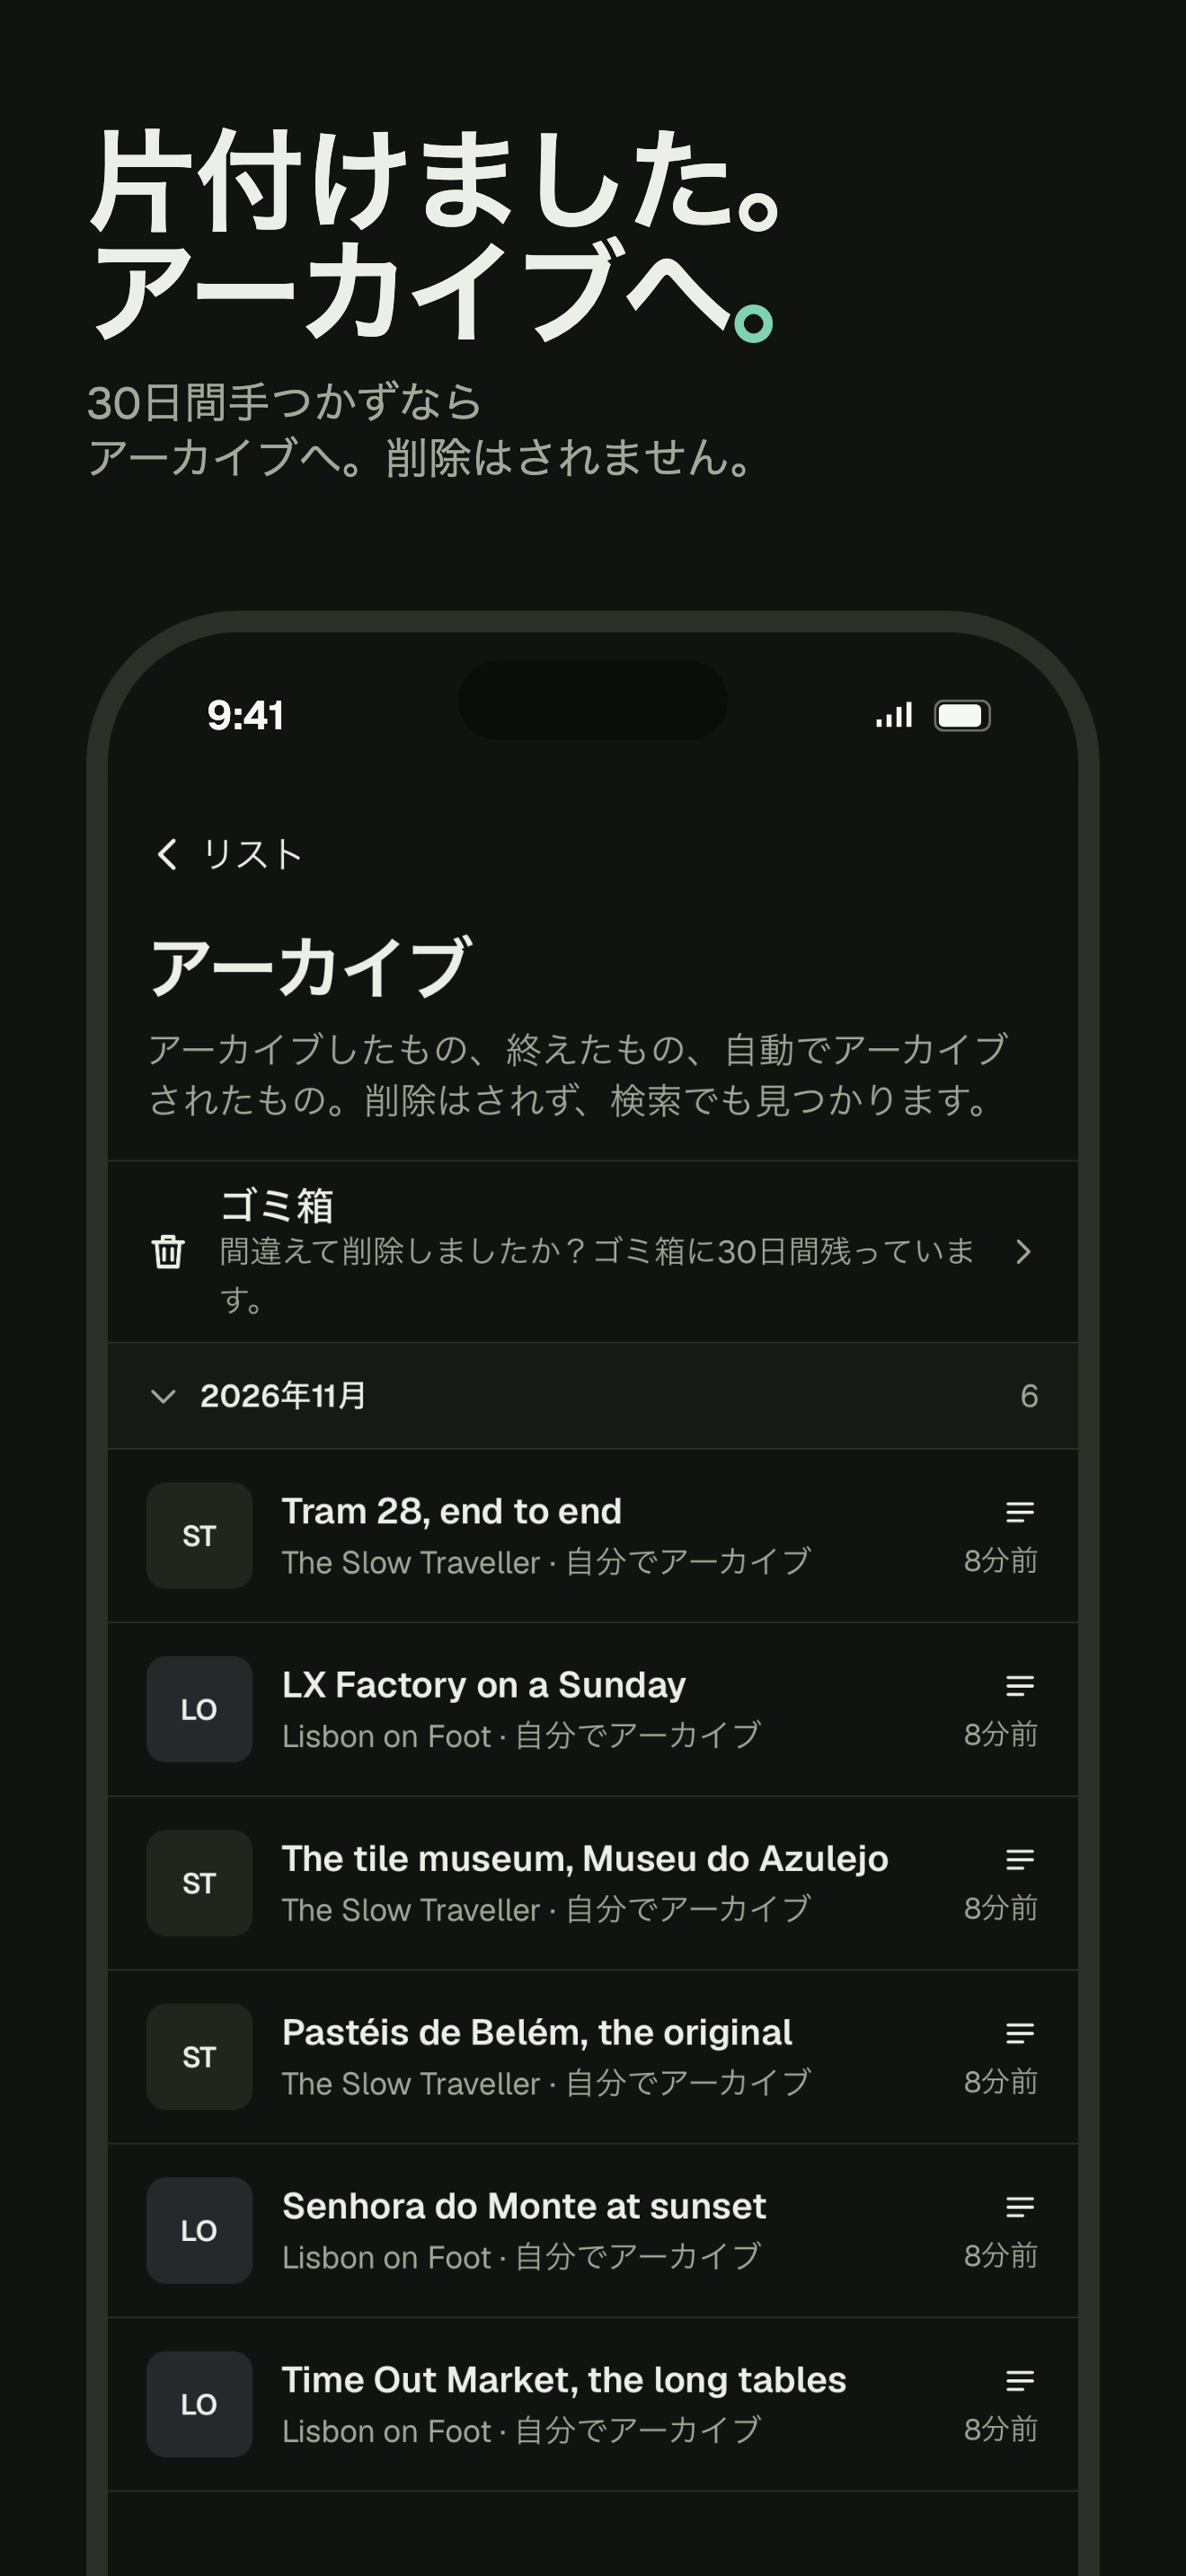 片付けました。
アーカイブへ。
30日間手つかずなら
アーカイブへ。削除はされません。
9:41
リスト
アーカイブ
アーカイブしたもの、終えたもの、自動でアーカイブ
されたもの。削除はされず、検索でも見つかります。
ゴミ箱
間違えて削除しましたか？ゴミ箱に30日間残っていま
す。
2026年11月 6
ST Tram 28, end to end
The Slow Traveller · 自分でアーカイブ 8分前
LO LX Factory on a Sunday
Lisbon on Foot · 自分でアーカイブ 8分前
ST The tile museum, Museu do Azulejo
The Slow Traveller · 自分でアーカイブ 8分前
ST Pastéis de Belém, the original
The Slow Traveller · 自分でアーカイブ 8分前
LO Senhora do Monte at sunset
Lisbon on Foot · 自分でアーカイブ 8分前
LO Time Out Market, the long tables
Lisbon on Foot · 自分でアーカイブ 8分前